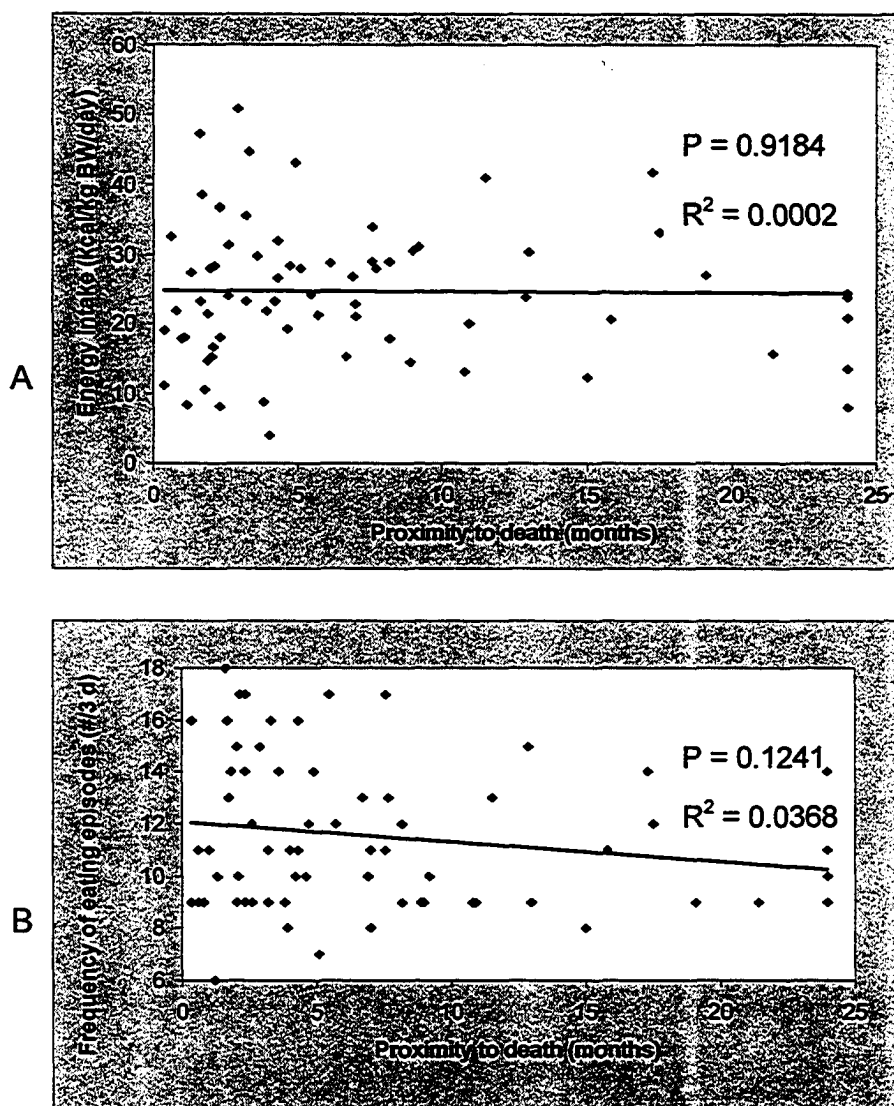 A
Energy Intake (kcal/kg BW/day)
60
50
40
30
20
10
0
P = 0.9184
R² = 0.0002
0 5 10 15 20 25
Proximity to death (months)
B
Frequency of eating episodes (#/3 d)
18
16
14
12
10
8
6
P = 0.1241
R² = 0.0368
0 5 10 15 20 25
Proximity to death (months)